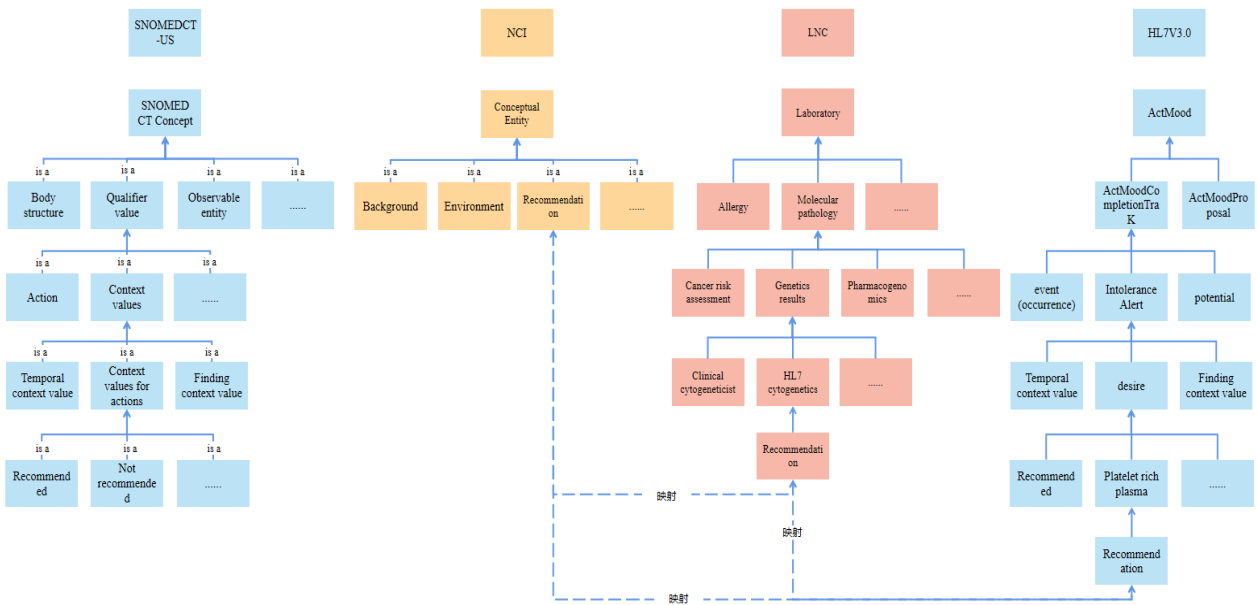 SNOMEDCT
-US
NCI
LNC
HL7V3.0
SNOMED
CT Concept
Conceptual
Entity
Laboratory
ActMood
is a
is a
is a
is a
is a
is a
is a
is a
Body
structure
Qualifier
value
Observable
entity
......
Background
Environment
Recommendati
on
......
Allergy
Molecular
pathology
......
ActMoodCo
mpletionTra
K
ActMoodPro
posal
is a
is a
is a
Action
Context
values
......
Cancer risk
assessment
Genetics
results
Pharmacogeno
mics
......
event
(occurrence)
Intolerance
Alert
potential
is a
is a
is a
Temporal
context value
Context
values for
actions
Finding
context value
Clinical
cytogeneticist
HL7
cytogenetics
......
Temporal
context value
desire
Finding
context value
is a
is a
is a
Recommend
ed
Not
recommende
d
......
Recommendati
on
Recommend
ed
Platelet rich
plasma
......
映射
映射
Recommend
ation
映射